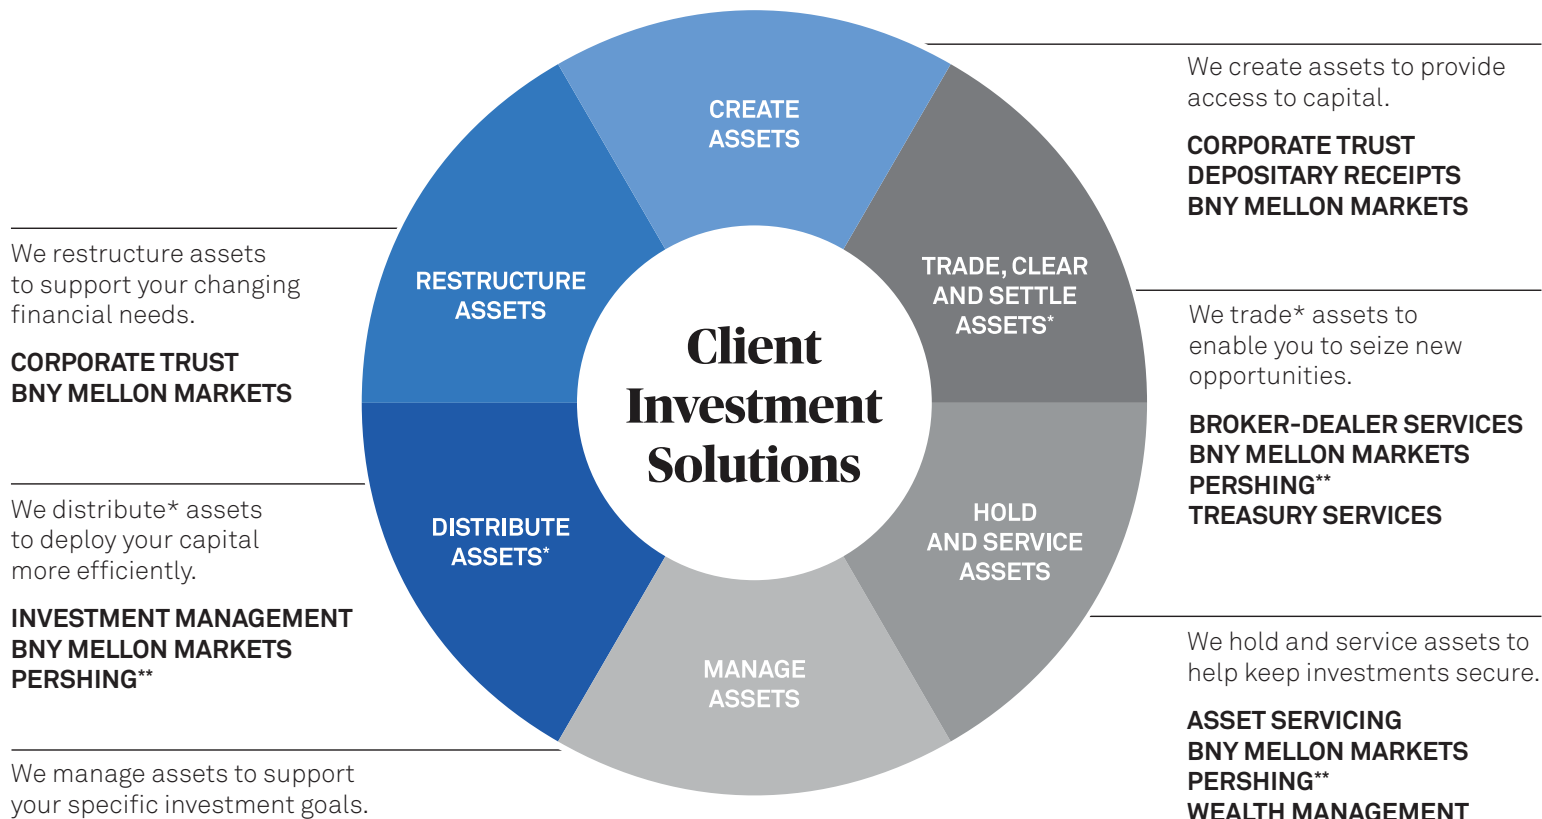 CREATE
ASSETS
We create assets to provide
access to capital.
CORPORATE TRUST
DEPOSITARY RECEIPTS
BNY MELLON MARKETS
TRADE, CLEAR
AND SETTLE
ASSETS*
We trade* assets to
enable you to seize new
opportunities.
BROKER-DEALER SERVICES
BNY MELLON MARKETS
PERSHING**
TREASURY SERVICES
HOLD
AND SERVICE
ASSETS
We hold and service assets to
help keep investments secure.
ASSET SERVICING
BNY MELLON MARKETS
PERSHING**
WEALTH MANAGEMENT
MANAGE
ASSETS
We manage assets to support
your specific investment goals.
DISTRIBUTE
ASSETS*
We distribute* assets
to deploy your capital
more efficiently.
INVESTMENT MANAGEMENT
BNY MELLON MARKETS
PERSHING**
RESTRUCTURE
ASSETS
We restructure assets
to support your changing
financial needs.
CORPORATE TRUST
BNY MELLON MARKETS
Client
Investment
Solutions